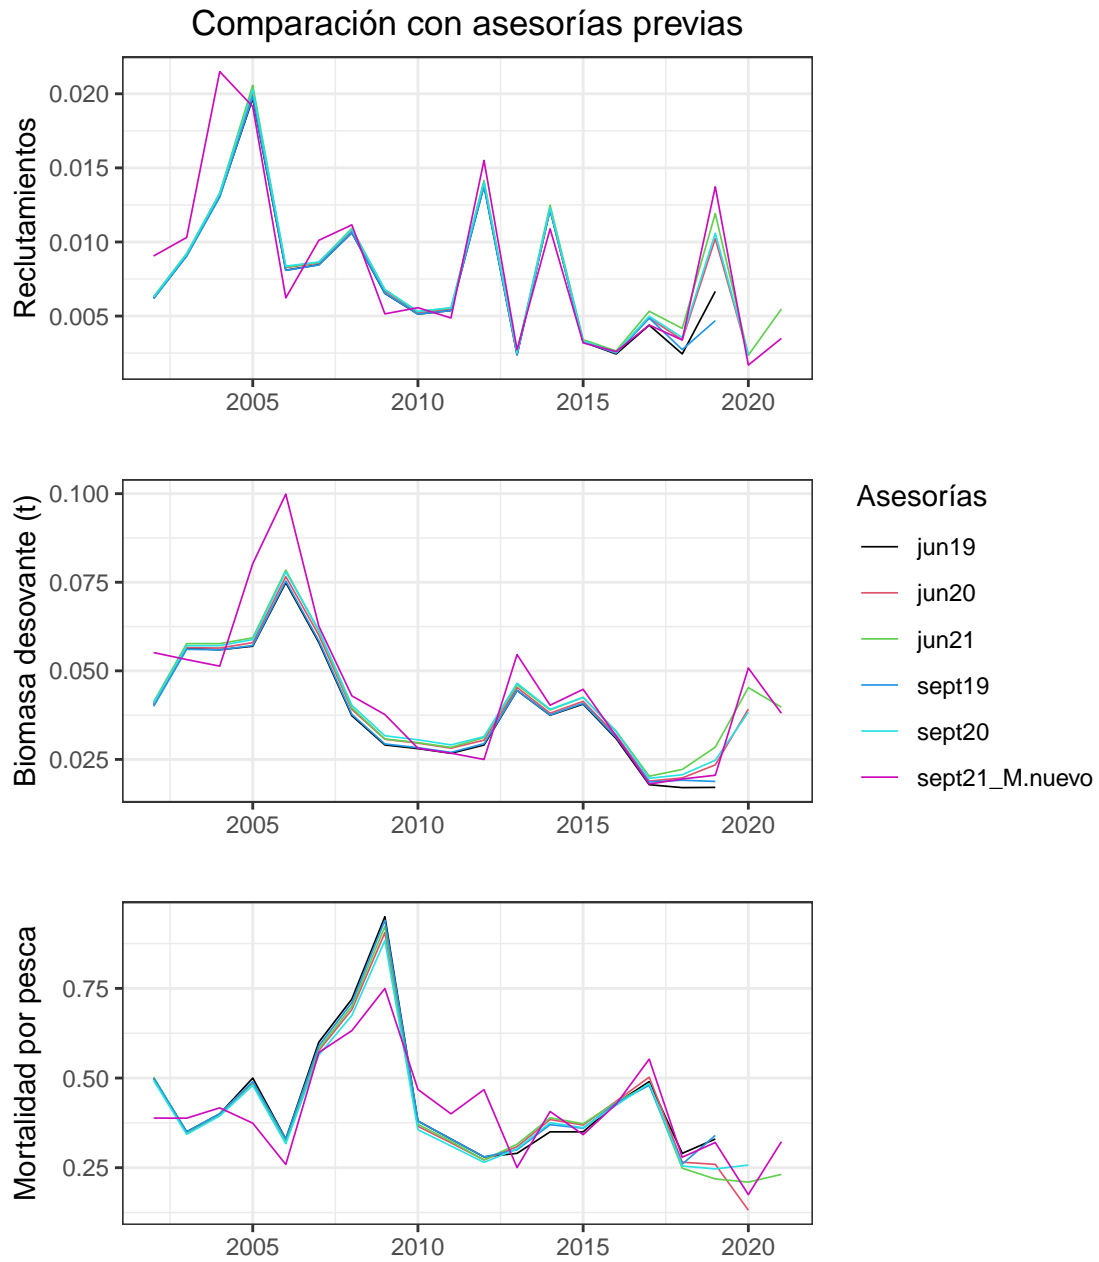 Comparación con asesorías previas
Reclutamientos
0.020
0.015
0.010
0.005
2005 2010 2015 2020
Biomasa desovante (t)
0.100
0.075
0.050
0.025
2005 2010 2015 2020
Asesorías
jun19
jun20
jun21
sept19
sept20
sept21_M.nuevo
Mortalidad por pesca
0.75
0.50
0.25
2005 2010 2015 2020